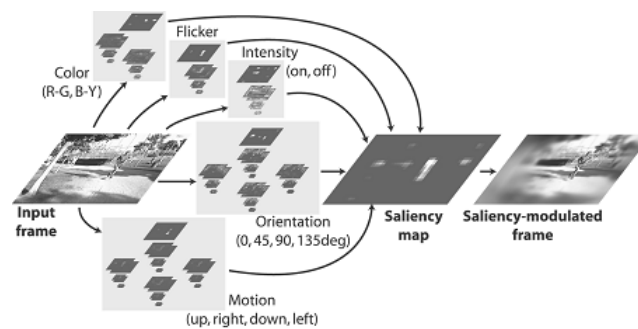 Flicker
Intensity
(on, off)
Color
(R-G, B-Y)
Input
frame
Orientation
(0, 45, 90, 135deg)
Saliency
map
Saliency-modulated
frame
Motion
(up, right, down, left)